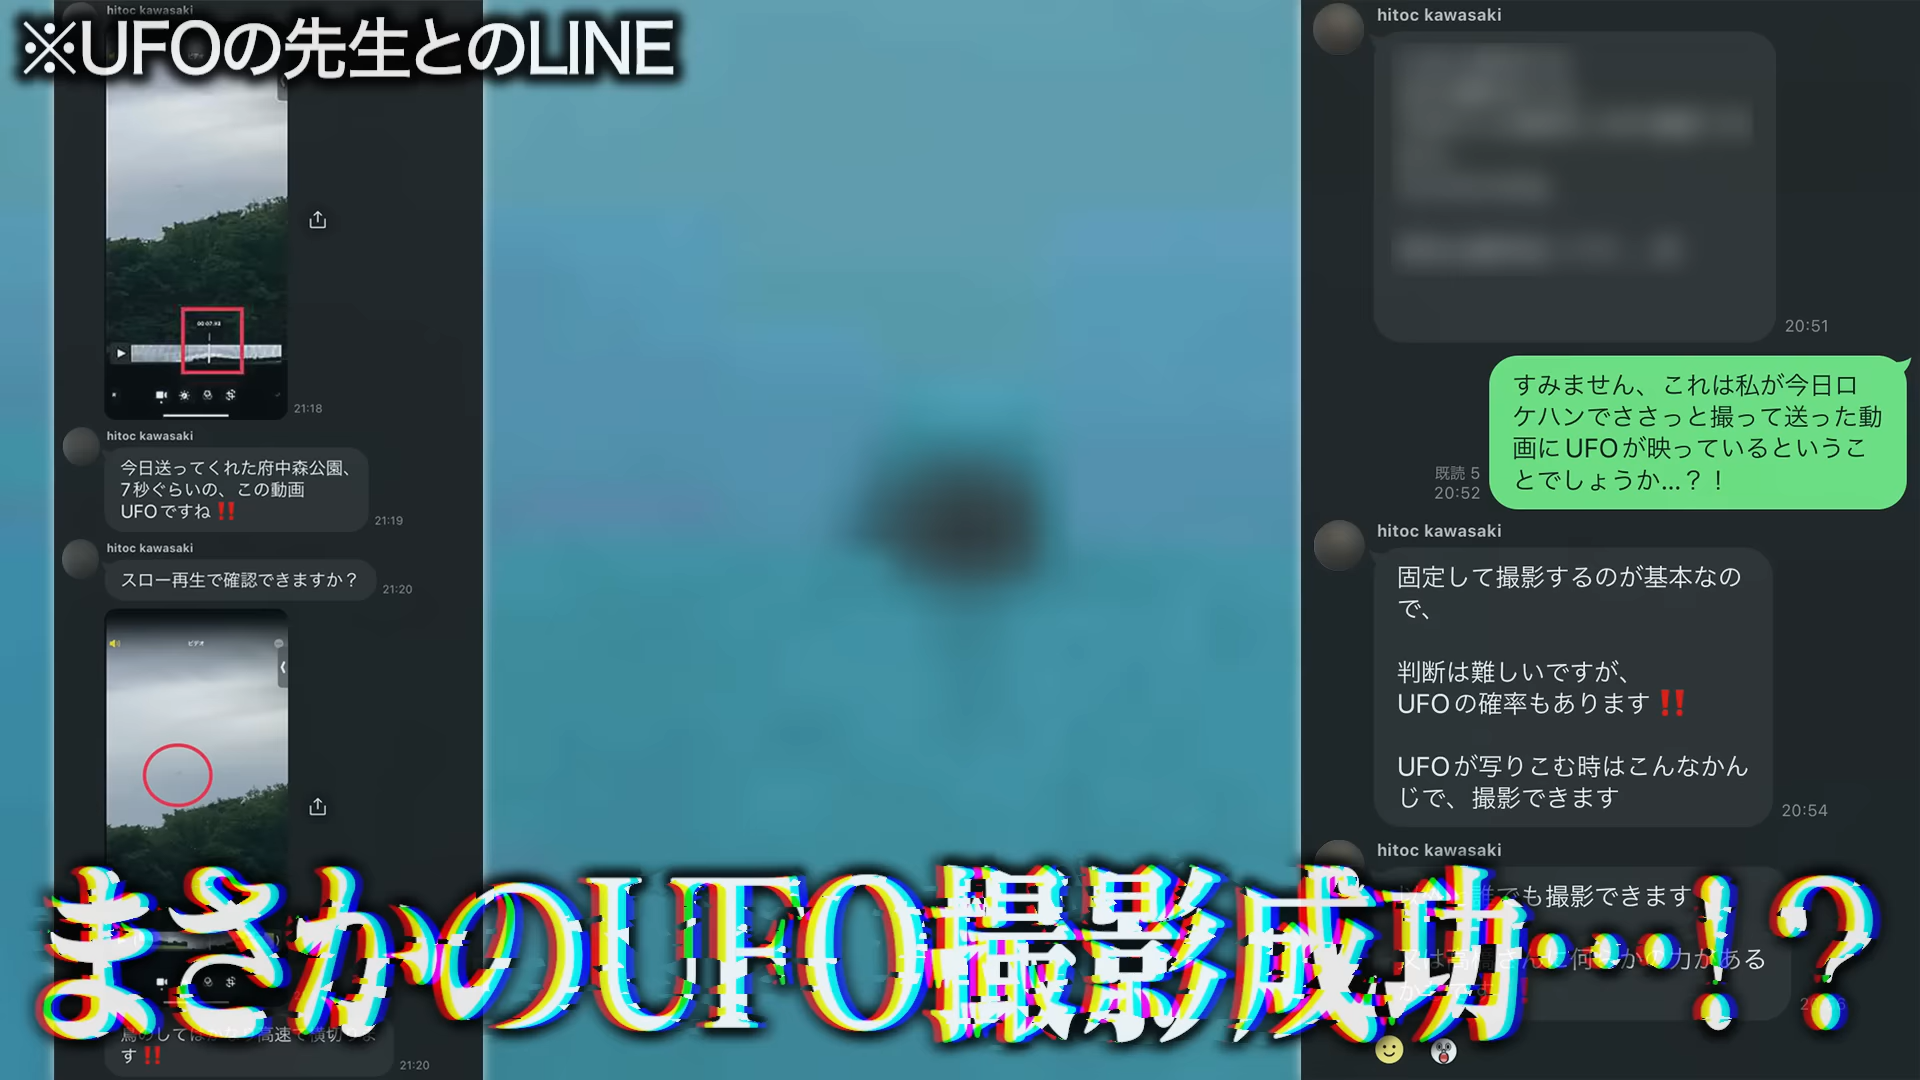 ※UFOの先生とのLINE
hitoc kawasaki
ビデオ
21:18
hitoc kawasaki
今日送ってくれた府中森公園、
7秒ぐらいの、この動画
UFOですね‼️
21:19
hitoc kawasaki
スロー再生で確認できますか？
21:20
ビデオ
す‼️
21:20
hitoc kawasaki
20:51
すみません、これは私が今日ロ
ケハンでささっと撮って送った動
画にUFOが映っているというこ
とでしょうか…？！
既読 5
20:52
hitoc kawasaki
固定して撮影するのが基本なの
で、
判断は難しいですが、
UFOの確率もあります‼️
UFOが写りこむ時はこんなかん
じで、撮影できます
20:54
hitoc kawasaki
でも撮影できます
力がある
まさかのUFO撮影成功…！？